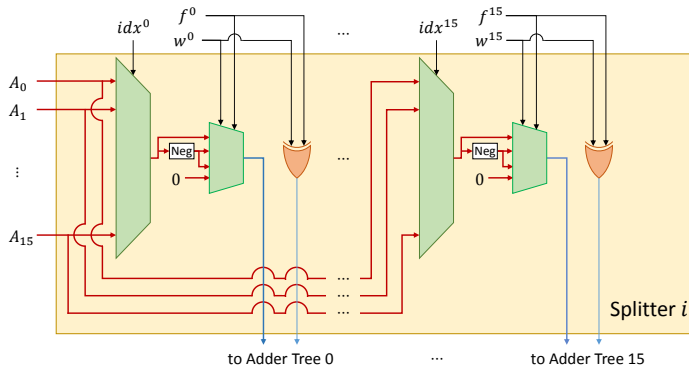 idx⁰
f⁰
w⁰
...
idx¹⁵
f¹⁵
w¹⁵
A₀
A₁
...
A₁₅
Neg
0
...
Neg
0
...
...
...
Splitter i
to Adder Tree 0
...
to Adder Tree 15